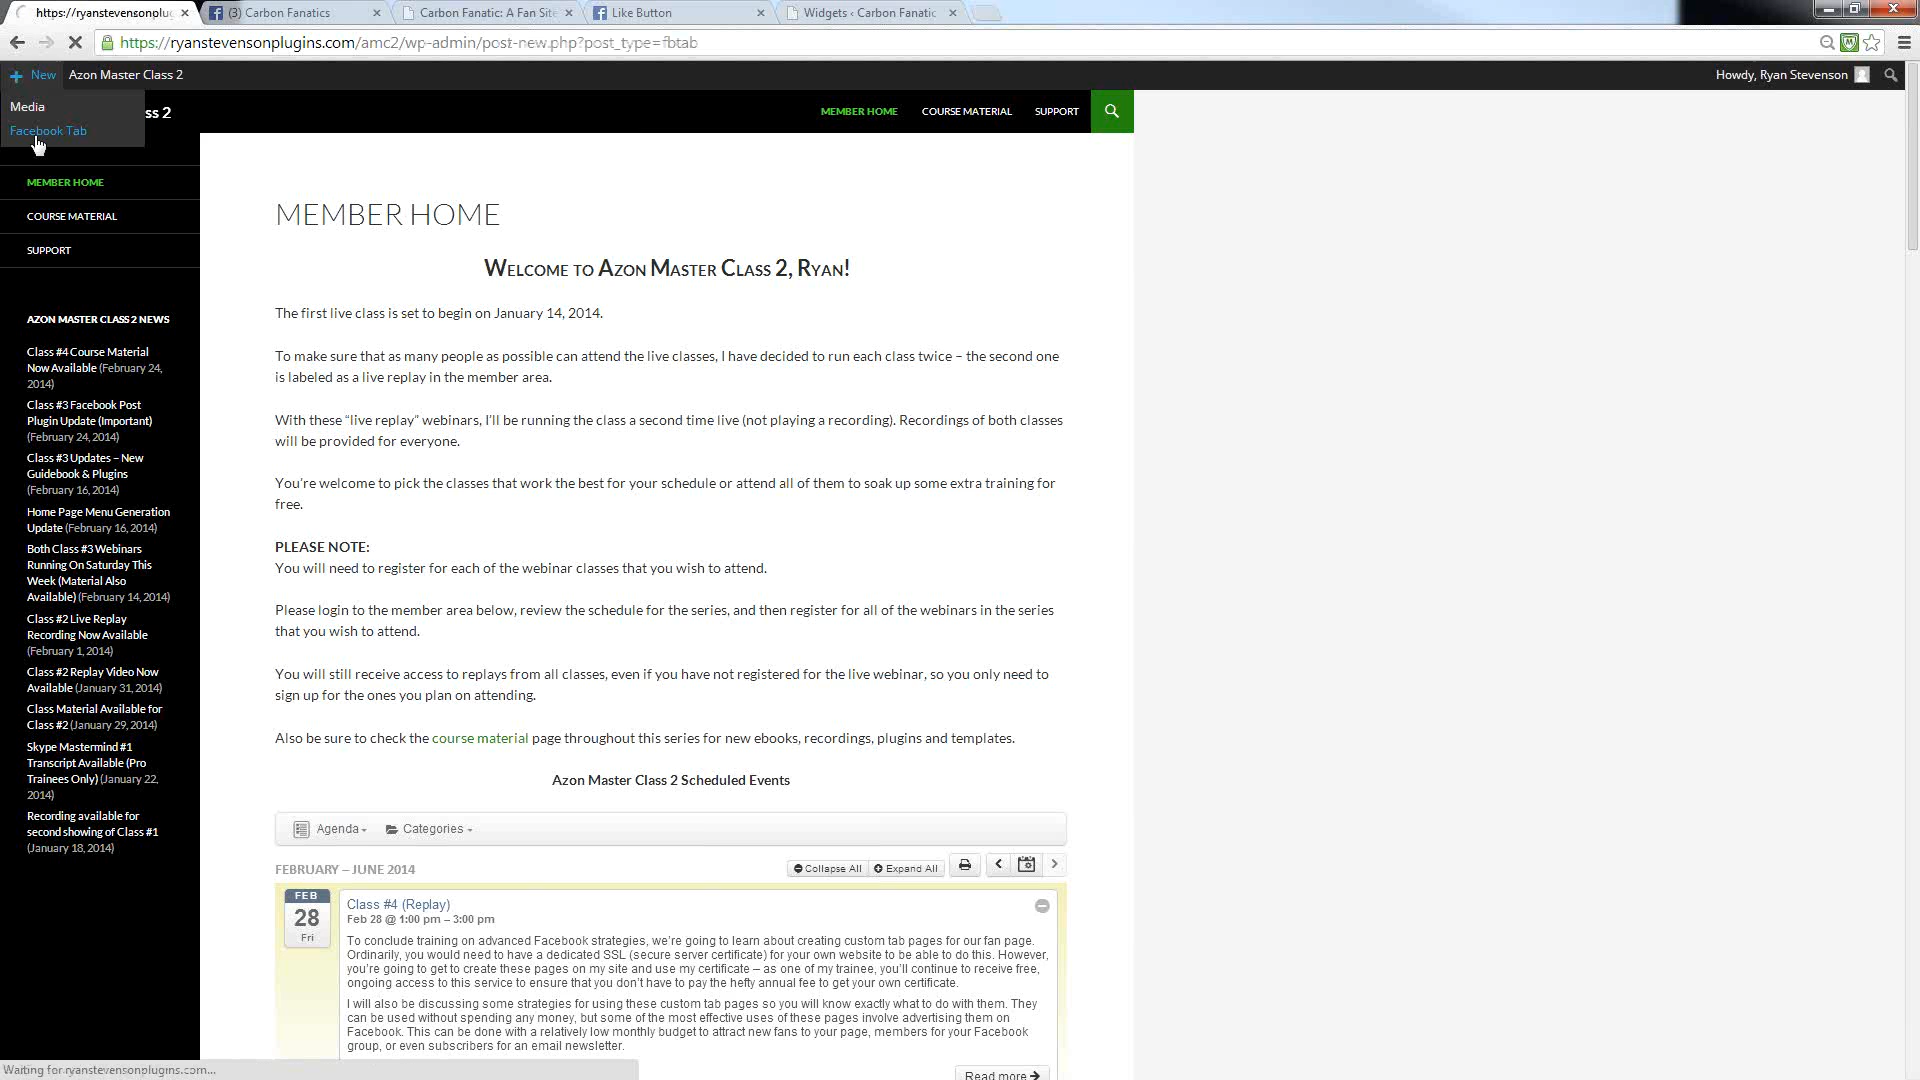 https://ryanstevensonplug
(3) Carbon Fanatics
Carbon Fanatic: A Fan Site
Like Button
Widgets ‹ Carbon Fanatic
https://ryanstevensonplugins.com/amc2/wp-admin/post-new.php?post_type=fbtab
New Azon Master Class 2
Howdy, Ryan Stevenson
Media
Facebook Tab
ss 2
MEMBER HOME COURSE MATERIAL SUPPORT
MEMBER HOME
COURSE MATERIAL
SUPPORT
AZON MASTER CLASS 2 NEWS
Class #4 Course Material
Now Available (February 24,
2014)
Class #3 Facebook Post
Plugin Update (Important)
(February 24, 2014)
Class #3 Updates – New
Guidebook & Plugins
(February 16, 2014)
Home Page Menu Generation
Update (February 16, 2014)
Both Class #3 Webinars
Running On Saturday This
Week (Material Also
Available) (February 14, 2014)
Class #2 Live Replay
Recording Now Available
(February 1, 2014)
Class #2 Replay Video Now
Available (January 31, 2014)
Class Material Available for
Class #2 (January 29, 2014)
Skype Mastermind #1
Transcript Available (Pro
Trainees Only) (January 22,
2014)
Recording available for
second showing of Class #1
(January 18, 2014)
MEMBER HOME
WELCOME TO AZON MASTER CLASS 2, RYAN!
The first live class is set to begin on January 14, 2014.
To make sure that as many people as possible can attend the live classes, I have decided to run each class twice – the second one
is labeled as a live replay in the member area.
With these “live replay” webinars, I’ll be running the class a second time live (not playing a recording). Recordings of both classes
will be provided for everyone.
You’re welcome to pick the classes that work the best for your schedule or attend all of them to soak up some extra training for
free.
PLEASE NOTE:
You will need to register for each of the webinar classes that you wish to attend.
Please login to the member area below, review the schedule for the series, and then register for all of the webinars in the series
that you wish to attend.
You will still receive access to replays from all classes, even if you have not registered for the live webinar, so you only need to
sign up for the ones you plan on attending.
Also be sure to check the course material page throughout this series for new ebooks, recordings, plugins and templates.
Azon Master Class 2 Scheduled Events
Agenda Categories
FEBRUARY – JUNE 2014
Collapse All Expand All
FEB
28
Fri
Class #4 (Replay)
Feb 28 @ 1:00 pm – 3:00 pm
To conclude training on advanced Facebook strategies, we’re going to learn about creating custom tab pages for our fan page.
Ordinarily, you would need to have a dedicated SSL (secure server certificate) for your own website to be able to do this. However,
you’re going to get to create these pages on my site and use my certificate – as one of my trainee, you’ll continue to receive free,
ongoing access to this service to ensure that you don’t have to pay the hefty annual fee to get your own certificate.
I will also be discussing some strategies for using these custom tab pages so you will know exactly what to do with them. They
can be used without spending any money, but some of the most effective uses of these pages involve advertising them on
Facebook. This can be done with a relatively low monthly budget to attract new fans to your page, members for your Facebook
group, or even subscribers for an email newsletter.
Read more
Waiting for ryanstevensonplugins.com...